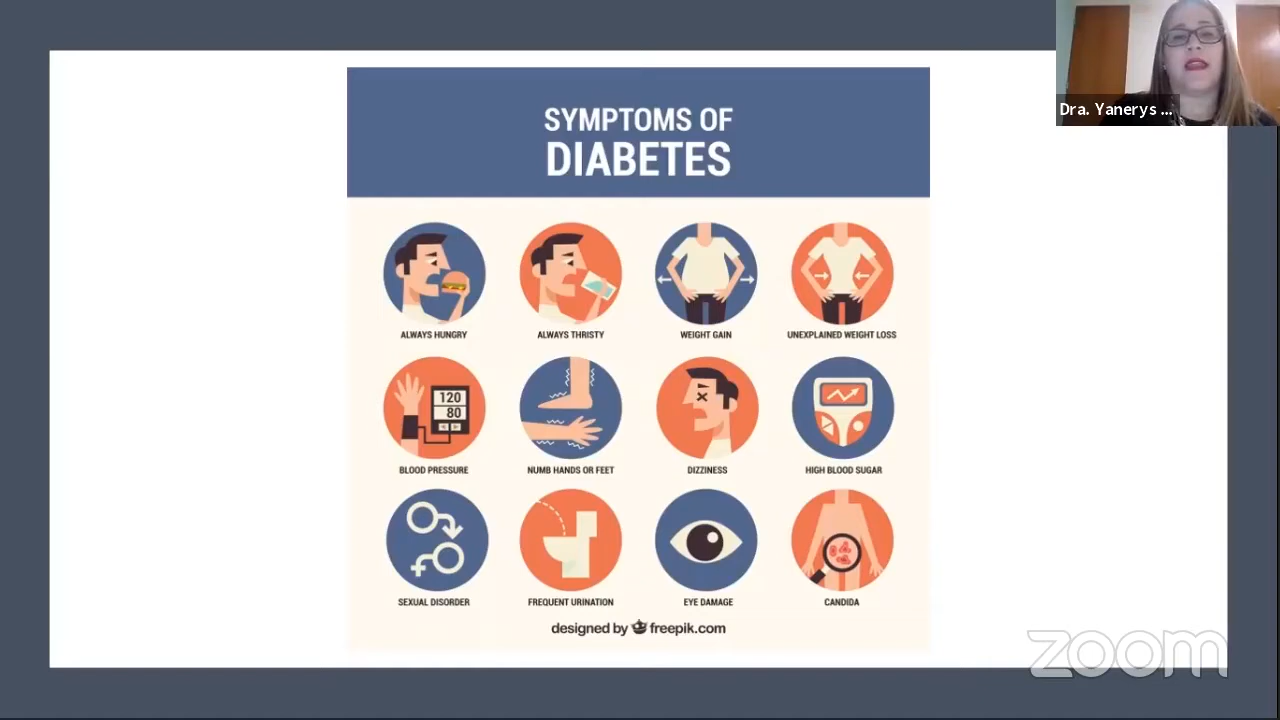 Dra. Yanerys ...
SYMPTOMS OF
DIABETES
ALWAYS HUNGRY
ALWAYS THRISTY
WEIGHT GAIN
UNEXPLAINED WEIGHT LOSS
120
80
BLOOD PRESSURE
NUMB HANDS OR FEET
DIZZINESS
HIGH BLOOD SUGAR
SEXUAL DISORDER
FREQUENT URINATION
EYE DAMAGE
CANDIDA
designed by freepik.com
zoom